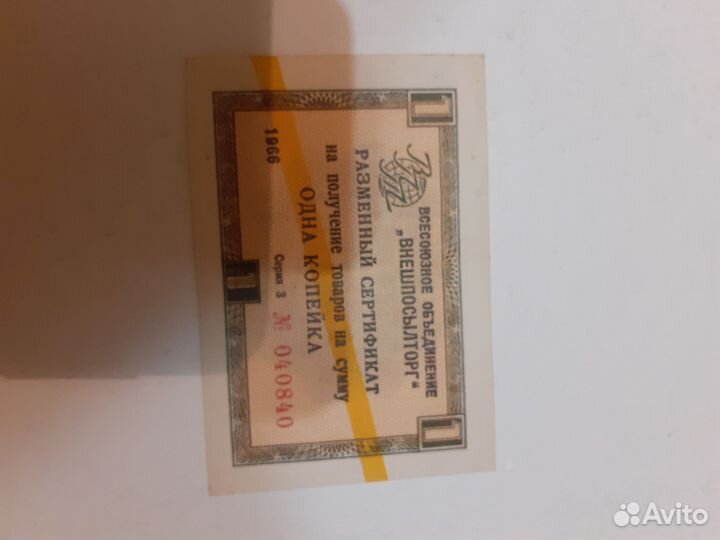 1
1
ВПТ
ВСЕСОЮЗНОЕ ОБЪЕДИНЕНИЕ
„ВНЕШПОСЫЛТОРГ“
РАЗМЕННЫЙ СЕРТИФИКАТ
на получение товаров на сумму
ОДНА КОПЕЙКА
1966
Серия 3 № 040840
1
Avito